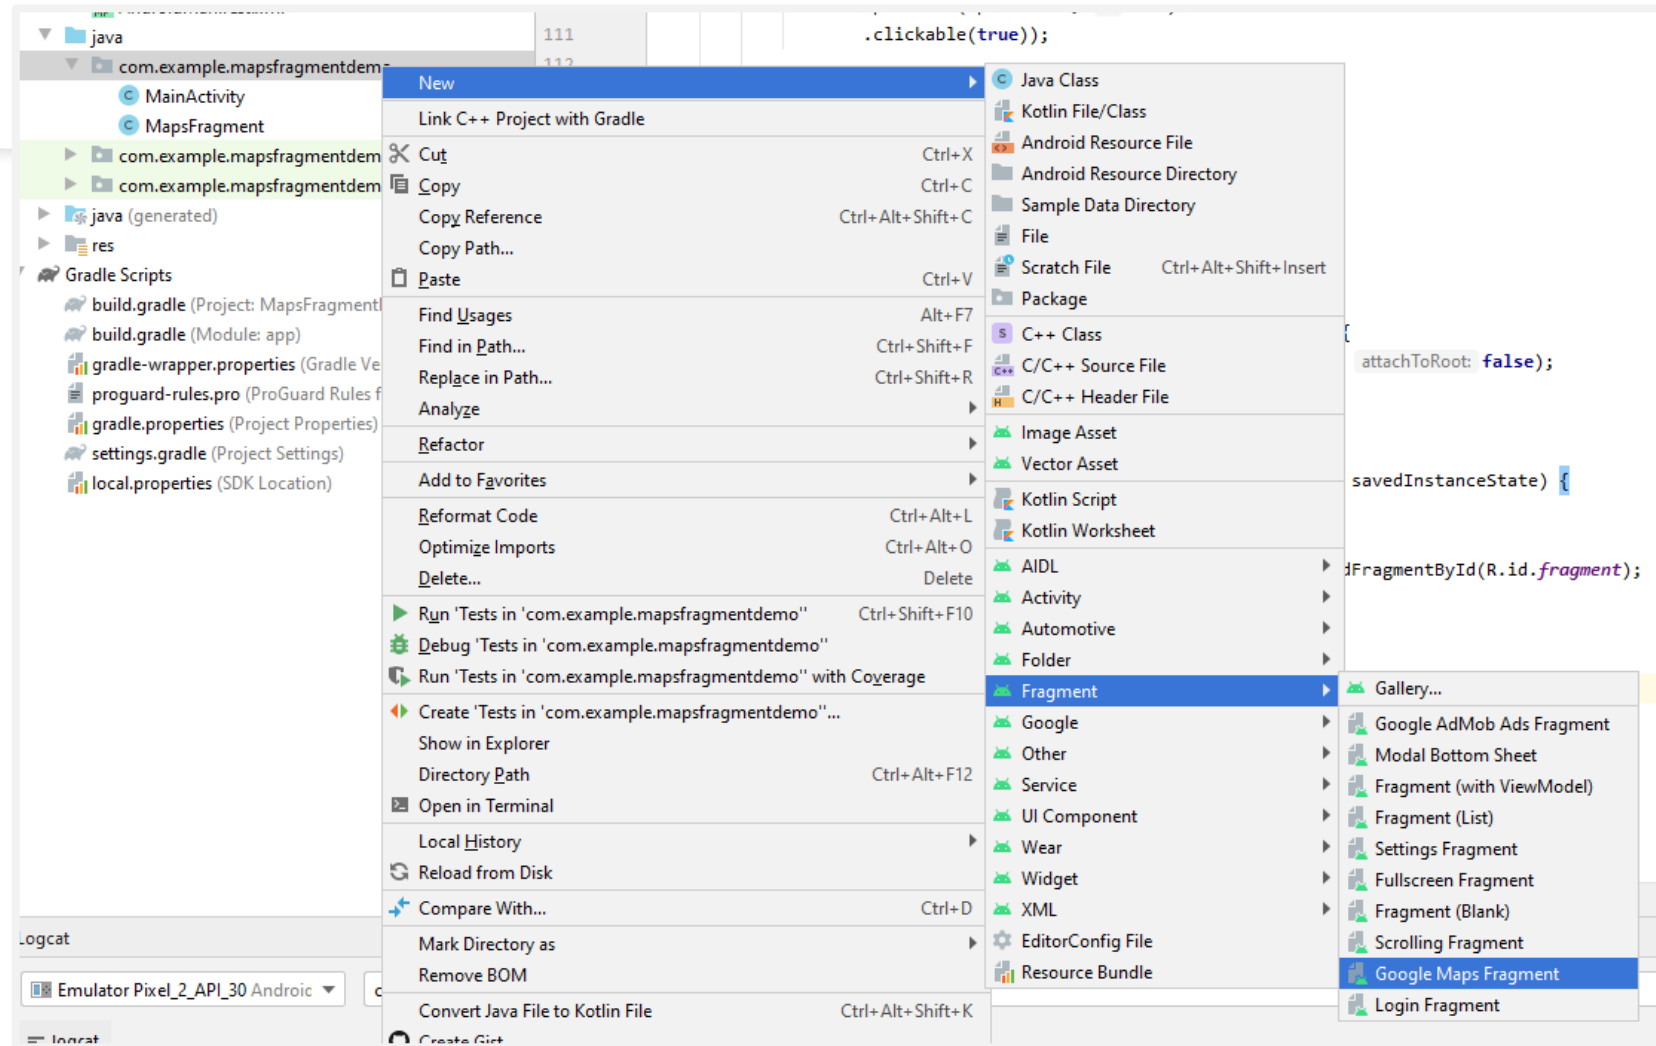 java
com.example.mapsfragmentdem
MainActivity
MapsFragment
com.example.mapsfragmentdem
com.example.mapsfragmentdem
java (generated)
res
Gradle Scripts
build.gradle (Project: MapsFragment
build.gradle (Module: app)
gradle-wrapper.properties (Gradle Ve
proguard-rules.pro (ProGuard Rules f
gradle.properties (Project Properties)
settings.gradle (Project Settings)
local.properties (SDK Location)
111
.clickable(true));
112
New
Link C++ Project with Gradle
Cut Ctrl+X
Copy Ctrl+C
Copy Reference Ctrl+Alt+Shift+C
Copy Path...
Paste Ctrl+V
Find Usages Alt+F7
Find in Path... Ctrl+Shift+F
Replace in Path... Ctrl+Shift+R
Analyze
Refactor
Add to Favorites
Reformat Code Ctrl+Alt+L
Optimize Imports Ctrl+Alt+O
Delete... Delete
Run 'Tests in 'com.example.mapsfragmentdemo'' Ctrl+Shift+F10
Debug 'Tests in 'com.example.mapsfragmentdemo''
Run 'Tests in 'com.example.mapsfragmentdemo'' with Coverage
Create 'Tests in 'com.example.mapsfragmentdemo''...
Show in Explorer
Directory Path Ctrl+Alt+F12
Open in Terminal
Local History
Reload from Disk
Compare With... Ctrl+D
Mark Directory as
Remove BOM
Convert Java File to Kotlin File Ctrl+Alt+Shift+K
Create Gist
Java Class
Kotlin File/Class
Android Resource File
Android Resource Directory
Sample Data Directory
File
Scratch File Ctrl+Alt+Shift+Insert
Package
C++ Class
C/C++ Source File
C/C++ Header File
Image Asset
Vector Asset
Kotlin Script
Kotlin Worksheet
AIDL
Activity
Automotive
Folder
Fragment
Google
Other
Service
UI Component
Wear
Widget
XML
EditorConfig File
Resource Bundle
{
attachToRoot: false);
savedInstanceState) {
dFragmentById(R.id.fragment);
Gallery...
Google AdMob Ads Fragment
Modal Bottom Sheet
Fragment (with ViewModel)
Fragment (List)
Settings Fragment
Fullscreen Fragment
Fragment (Blank)
Scrolling Fragment
Google Maps Fragment
Login Fragment
Logcat
Emulator Pixel_2_API_30 Android
c
logcat